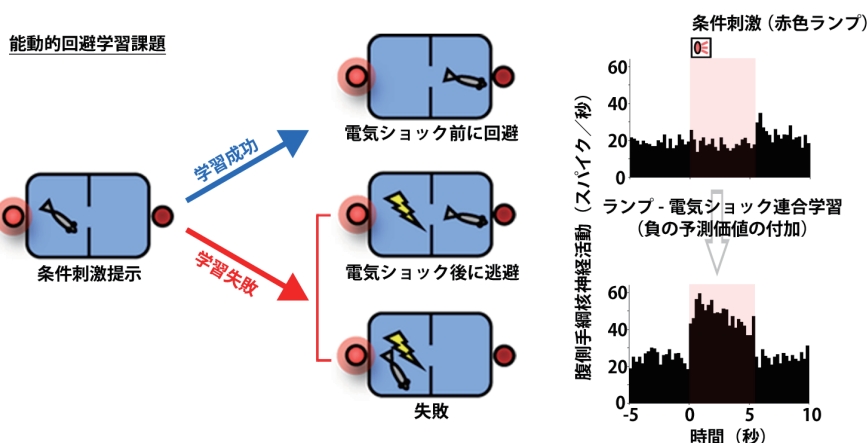 能動的回避学習課題
条件刺激提示
学習成功
学習失敗
電気ショック前に回避
電気ショック後に逃避
失敗
条件刺激（赤色ランプ）
60
40
20
0
ランプ - 電気ショック連合学習
（負の予測価値の付加）
60
40
20
0
-5 0 5 10
時間（秒）
腹側手綱核神経活動（スパイク／秒）